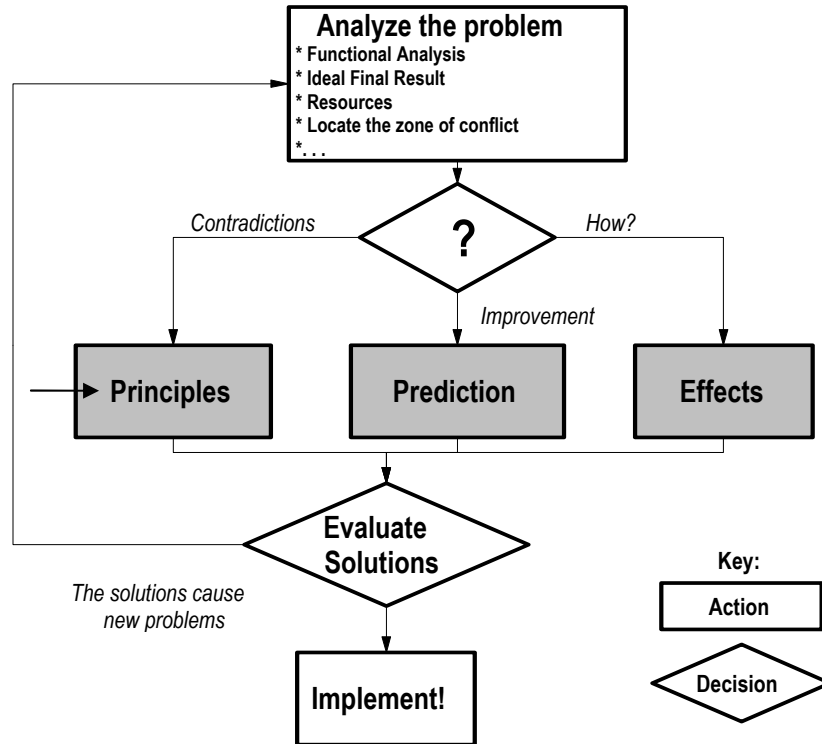 Analyze the problem
* Functional Analysis
* Ideal Final Result
* Resources
* Locate the zone of conflict
*. . .
?
Contradictions
How?
Improvement
Principles
Prediction
Effects
Evaluate
Solutions
The solutions cause
new problems
Implement!
Key:
Action
Decision